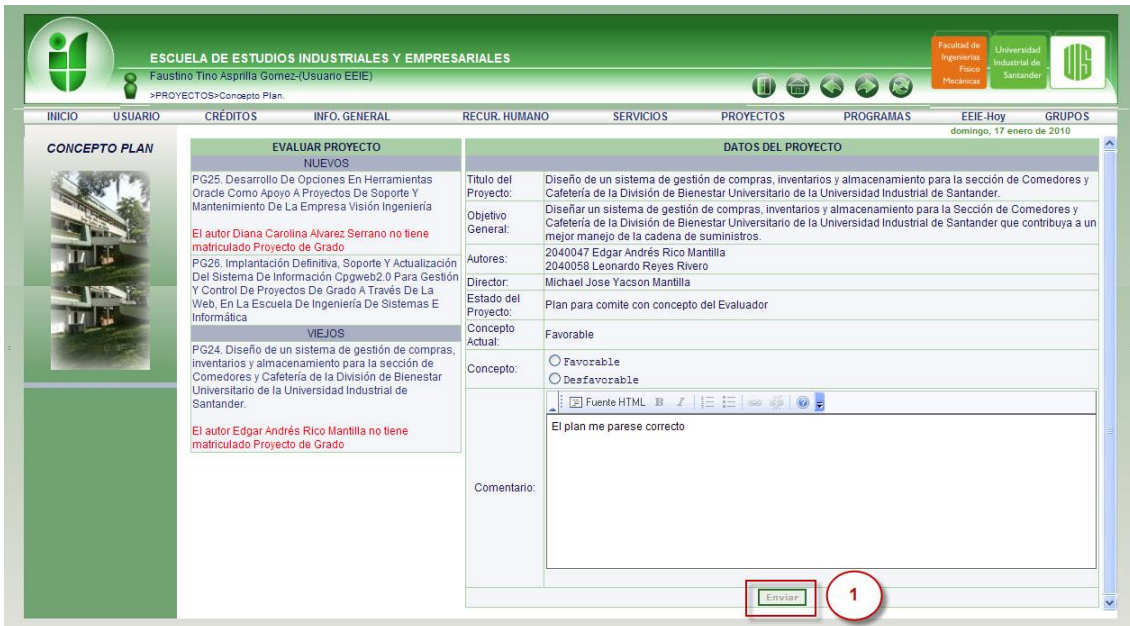 ESCUELA DE ESTUDIOS INDUSTRIALES Y EMPRESARIALES
Faustino Tino Asprilla Gomez-(Usuario EEIE)
>PROYECTOS>Concepto Plan.
Facultad de
Ingenierías
Físico
Mecánicas
Universidad
Industrial de
Santander
INICIO USUARIO CRÉDITOS INFO. GENERAL RECUR. HUMANO SERVICIOS PROYECTOS PROGRAMAS EEIE-Hoy GRUPOS
domingo, 17 enero de 2010
CONCEPTO PLAN
EVALUAR PROYECTO
NUEVOS
PG25. Desarrollo De Opciones En Herramientas
Oracle Como Apoyo A Proyectos De Soporte Y
Mantenimiento De La Empresa Visión Ingeniería
El autor Diana Carolina Alvarez Serrano no tiene
matriculado Proyecto de Grado
PG26. Implantación Definitiva, Soporte Y Actualización
Del Sistema De Información Cpgweb2.0 Para Gestión
Y Control De Proyectos De Grado A Través De La
Web, En La Escuela De Ingeniería De Sistemas E
Informática
VIEJOS
PG24. Diseño de un sistema de gestión de compras,
inventarios y almacenamiento para la sección de
Comedores y Cafetería de la División de Bienestar
Universitario de la Universidad Industrial de
Santander.
El autor Edgar Andrés Rico Mantilla no tiene
matriculado Proyecto de Grado
DATOS DEL PROYECTO
Titulo del
Proyecto:
Diseño de un sistema de gestión de compras, inventarios y almacenamiento para la sección de Comedores y
Cafetería de la División de Bienestar Universitario de la Universidad Industrial de Santander.
Objetivo
General:
Diseñar un sistema de gestión de compras, inventarios y almacenamiento para la Sección de Comedores y
Cafetería de la División de Bienestar Universitario de la Universidad Industrial de Santander que contribuya a un
mejor manejo de la cadena de suministros.
Autores:
2040047 Edgar Andrés Rico Mantilla
2040058 Leonardo Reyes Rivero
Director: Michael Jose Yacson Mantilla
Estado del
Proyecto:
Plan para comite con concepto del Evaluador
Concepto
Actual:
Favorable
Concepto:
Favorable
Desfavorable
Fuente HTML B I
Comentario:
El plan me parese correcto
Enviar
1